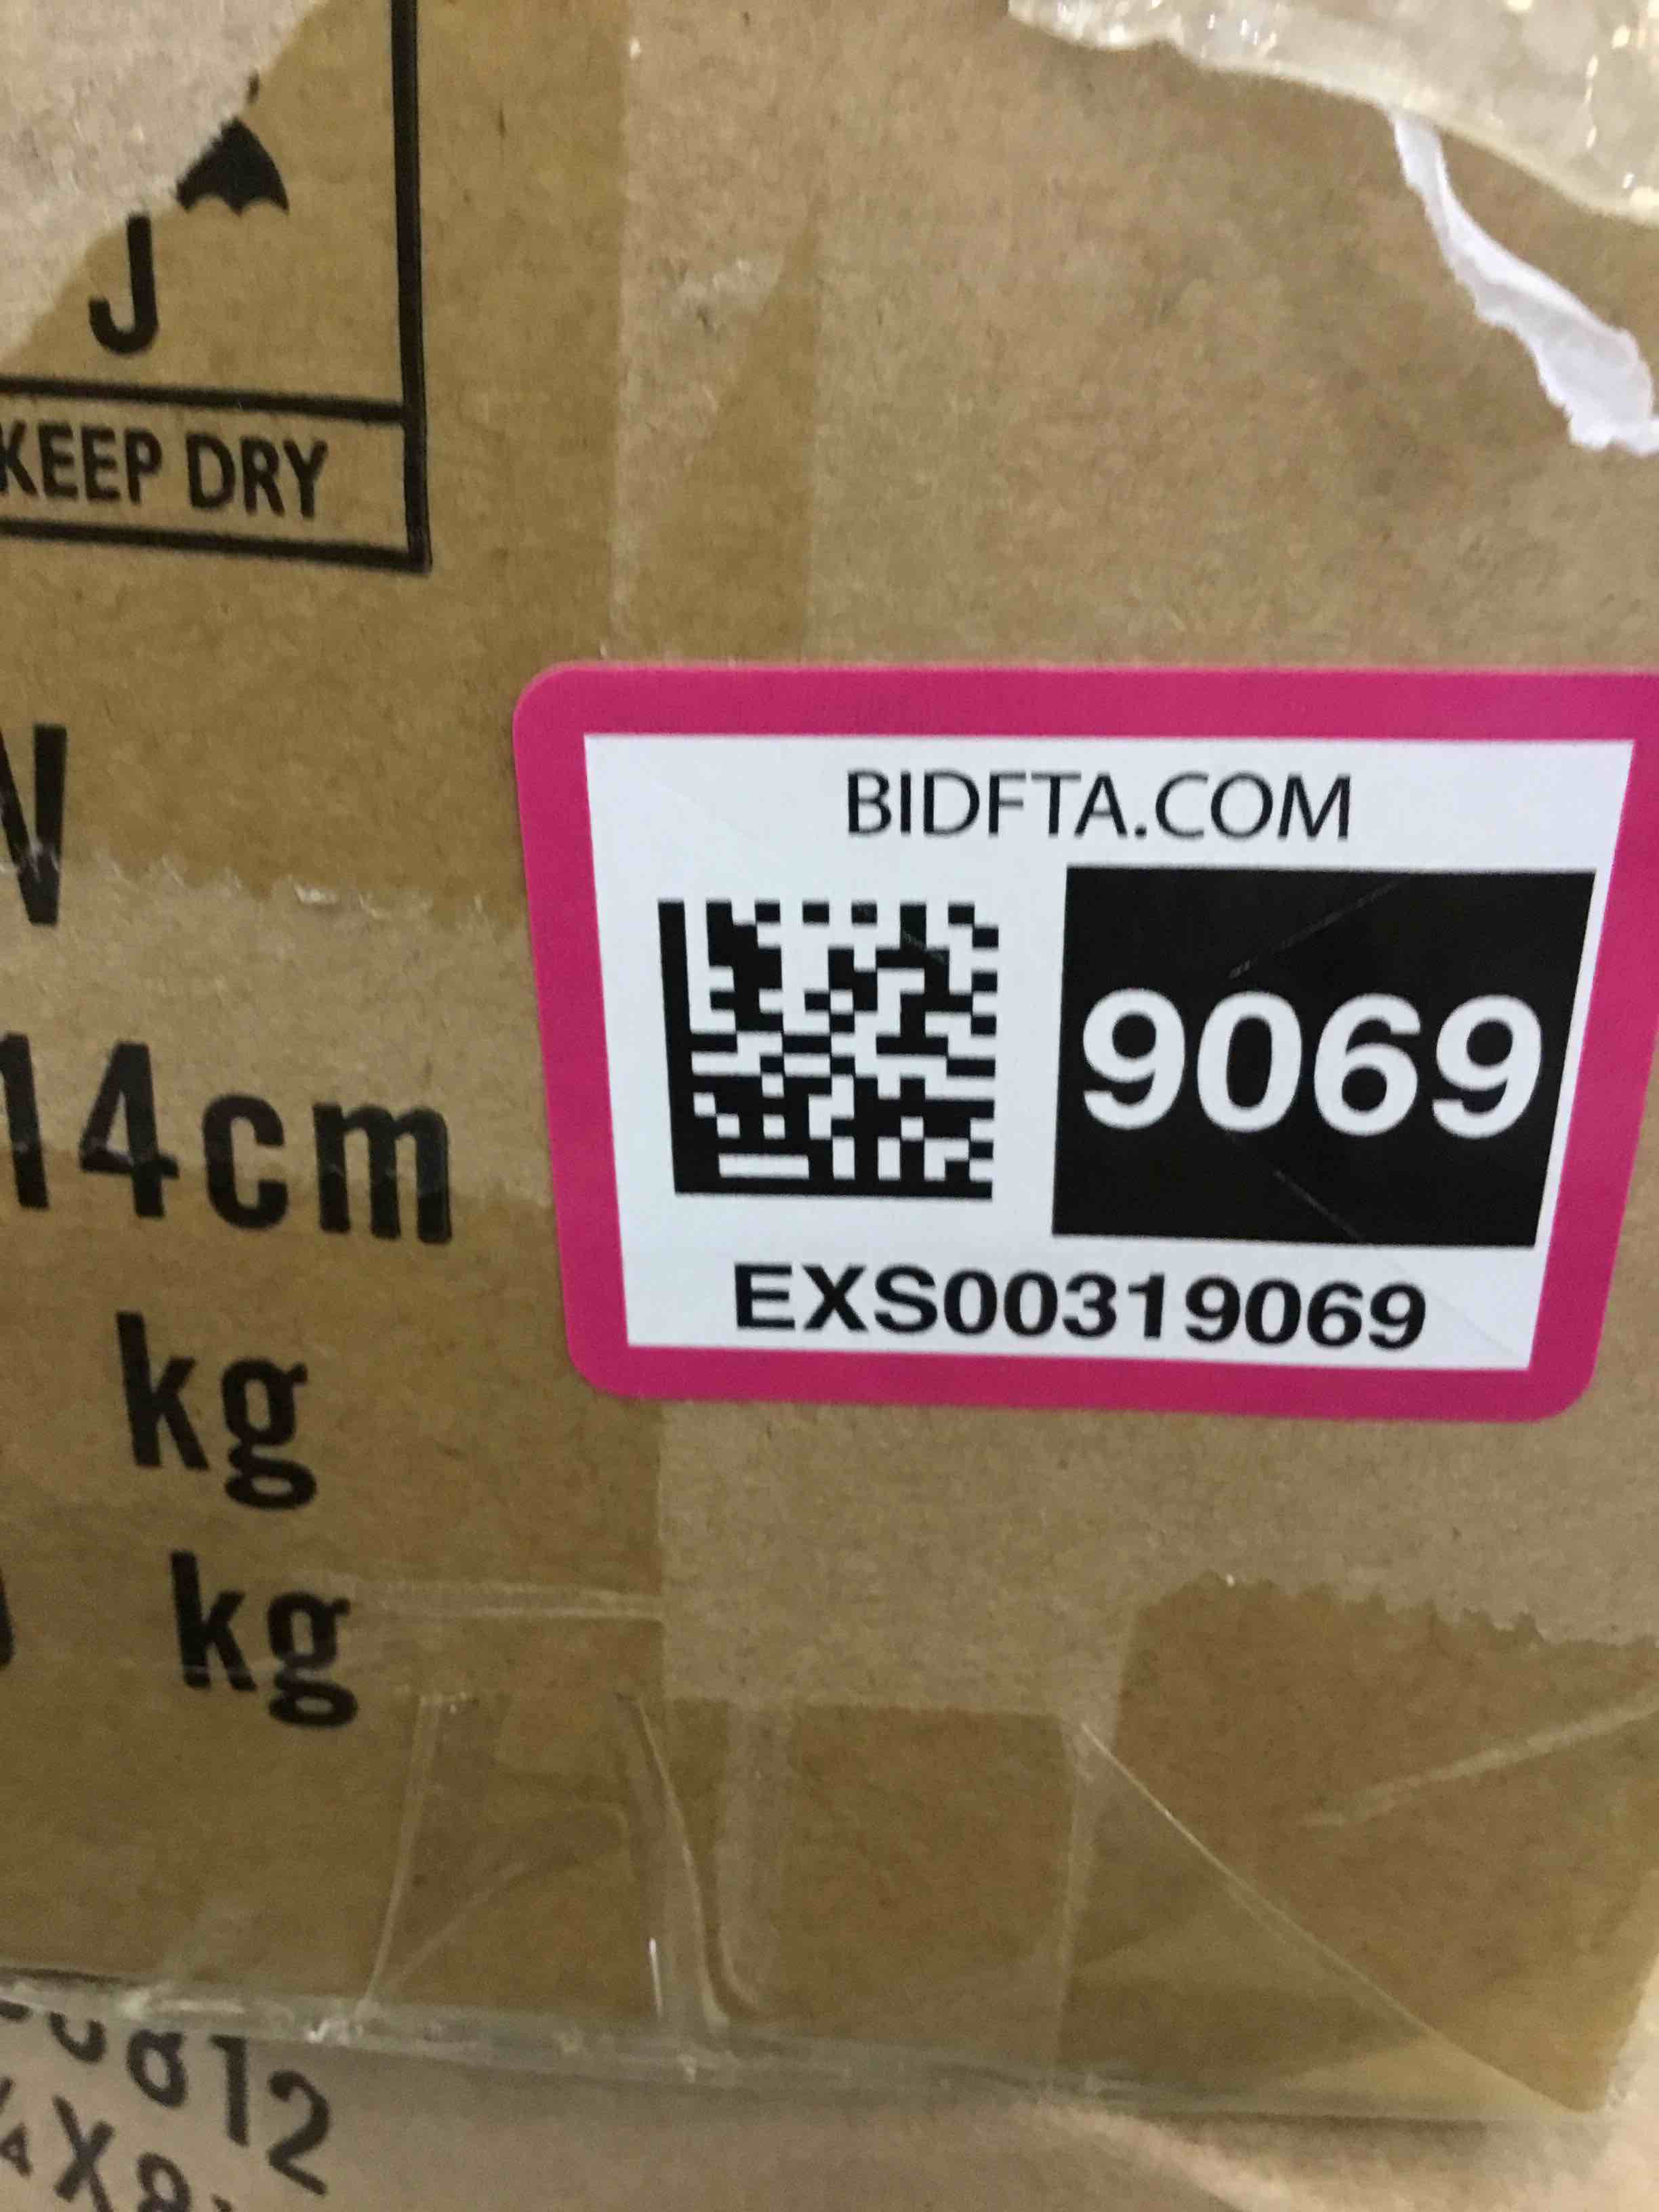 KEEP DRY
BIDFTA.COM
9069
EXS00319069
14cm
kg
kg